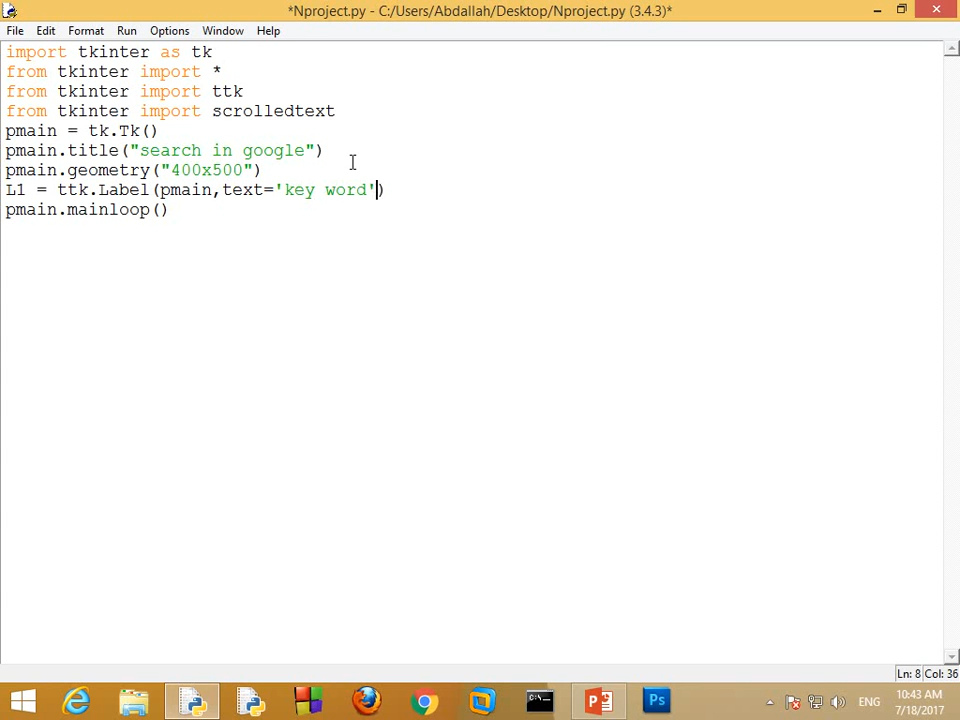 *Nproject.py - C:/Users/Abdallah/Desktop/Nproject.py (3.4.3)*
File Edit Format Run Options Window Help
import tkinter as tk
from tkinter import *
from tkinter import ttk
from tkinter import scrolledtext
pmain = tk.Tk()
pmain.title("search in google")
pmain.geometry("400x500")
L1 = ttk.Label(pmain,text='key word')
pmain.mainloop()
Ln: 8 Col: 36
ENG
10:43 AM
7/18/2017
Ps